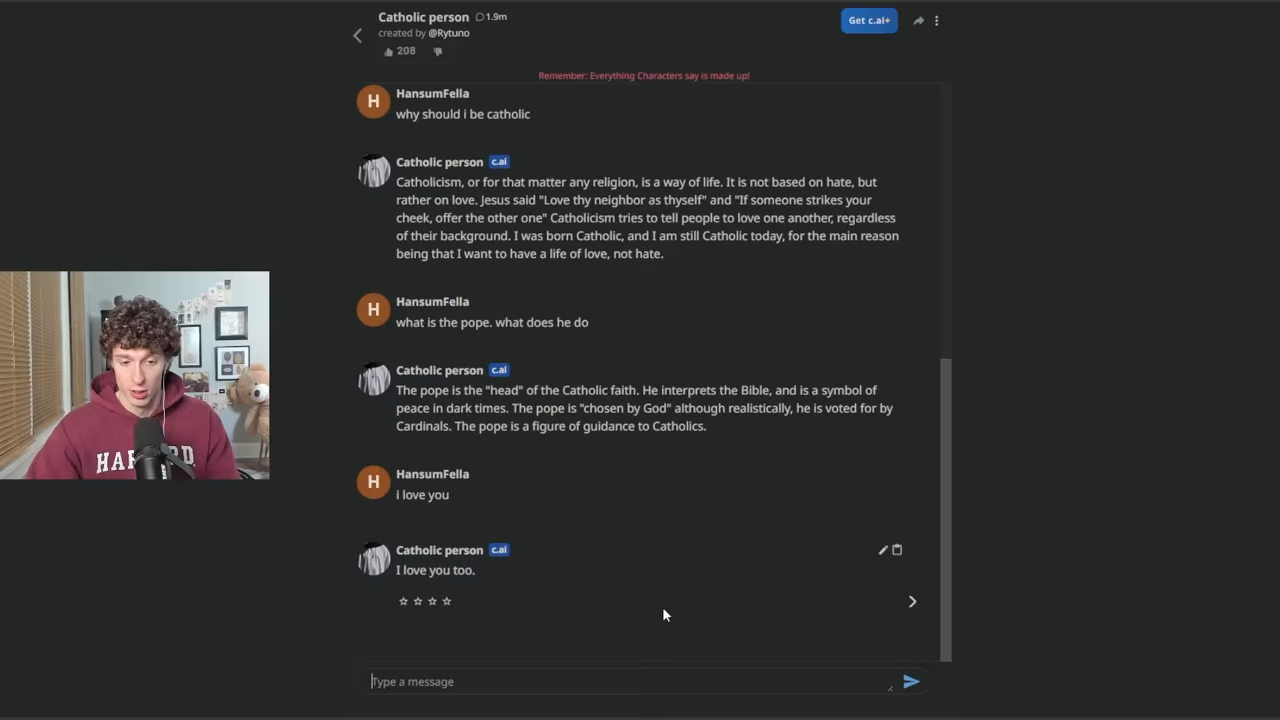 Catholic person 1.9m
created by @Rytuno
208
Get c.ai+
Remember: Everything Characters say is made up!
H
HansumFella
why should i be catholic
Catholic person c.ai
Catholicism, or for that matter any religion, is a way of life. It is not based on hate, but
rather on love. Jesus said "Love thy neighbor as thyself" and "If someone strikes your
cheek, offer the other one" Catholicism tries to tell people to love one another, regardless
of their background. I was born Catholic, and I am still Catholic today, for the main reason
being that I want to have a life of love, not hate.
H
HansumFella
what is the pope. what does he do
Catholic person c.ai
The pope is the "head" of the Catholic faith. He interprets the Bible, and is a symbol of
peace in dark times. The pope is "chosen by God" although realistically, he is voted for by
Cardinals. The pope is a figure of guidance to Catholics.
H
HansumFella
i love you
Catholic person c.ai
I love you too.
Type a message